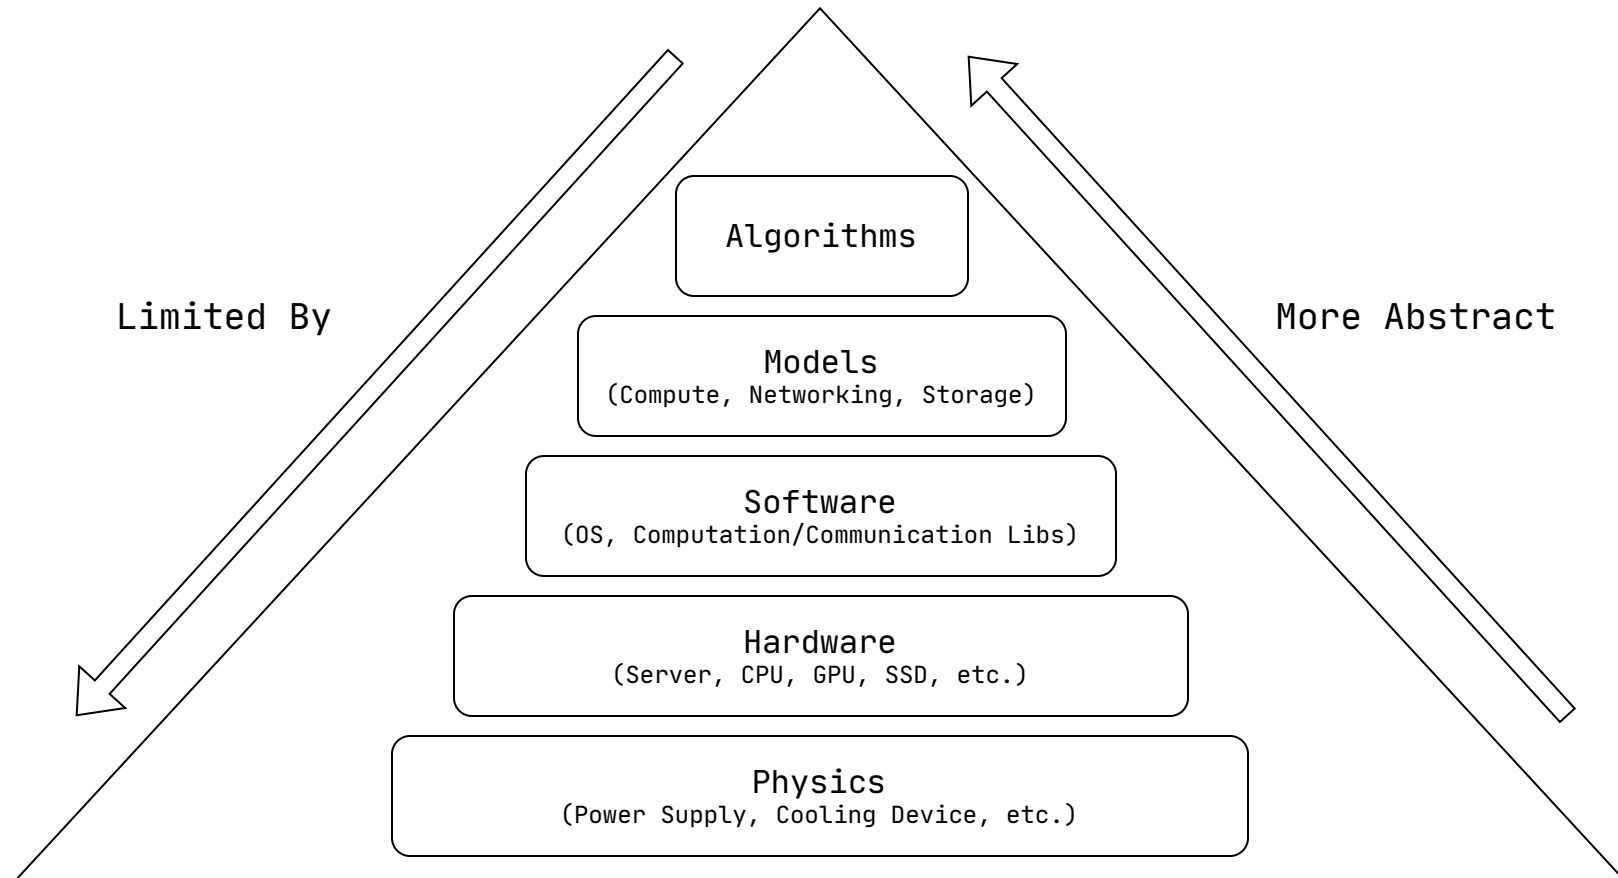 Algorithms
Limited By
More Abstract
Models
(Compute, Networking, Storage)
Software
(OS, Computation/Communication Libs)
Hardware
(Server, CPU, GPU, SSD, etc.)
Physics
(Power Supply, Cooling Device, etc.)